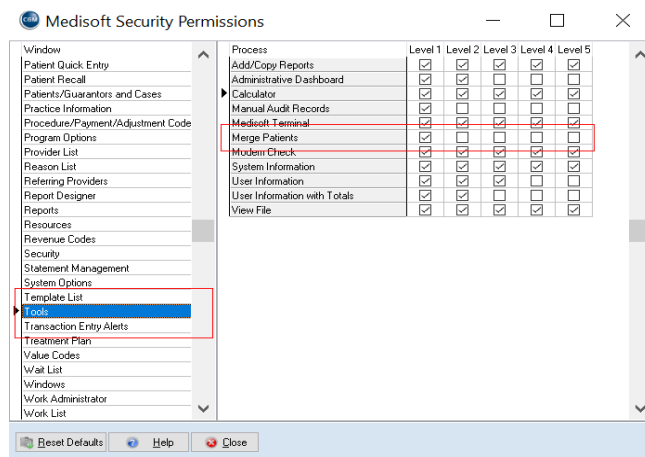 CGM Medisoft Security Permissions
Window
Patient Quick Entry
Patient Recall
Patients/Guarantors and Cases
Practice Information
Procedure/Payment/Adjustment Code
Program Options
Provider List
Reason List
Referring Providers
Report Designer
Reports
Resources
Revenue Codes
Security
Statement Management
System Options
Template List
Tools
Transaction Entry Alerts
Treatment Plan
Value Codes
Wait List
Windows
Work Administrator
Work List
Process Level 1 Level 2 Level 3 Level 4 Level 5
Add/Copy Reports
Administrative Dashboard
Calculator
Manual Audit Records
Medisoft Terminal
Merge Patients
Modem Check
System Information
User Information
User Information with Totals
View File
Reset Defaults Help Close